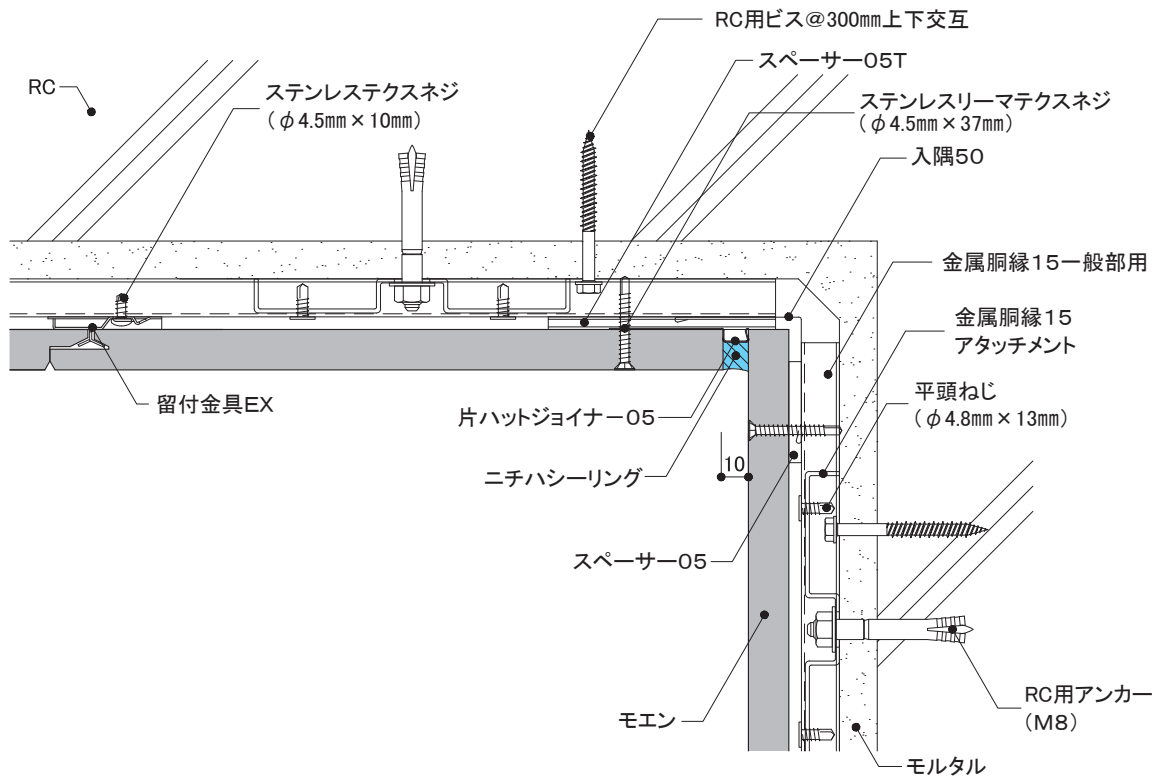 RC用ビス＠300mm上下交互
スペーサー05T
RC
ステンレステクスネジ
（φ4.5mm×10mm）
ステンレスリーマテクスネジ
（φ4.5mm×37mm）
入隅50
金属胴縁15一般部用
金属胴縁15
アタッチメント
平頭ねじ
（φ4.8mm×13mm）
留付金具EX
片ハットジョイナー05
10
ニチハシーリング
スペーサー05
モエン
RC用アンカー
（M8）
モルタル